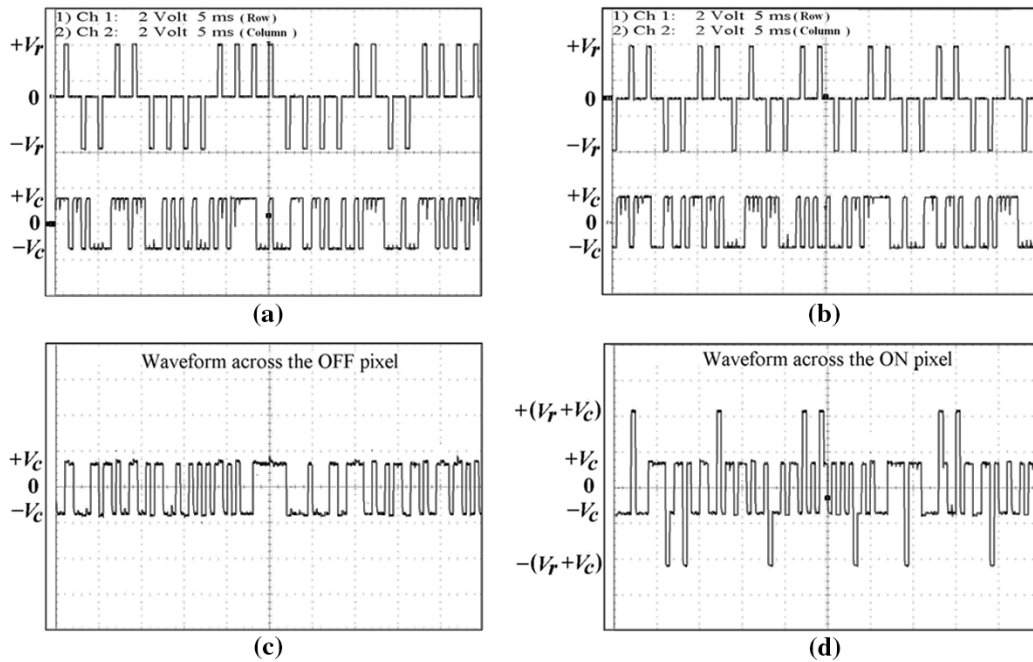 1) Ch 1: 2 Volt 5 ms (Row)
2) Ch 2: 2 Volt 5 ms (Column )
+Vr
0
−Vr
+Vc
0
−Vc
(a)
1) Ch 1: 2 Volt 5 ms (Row)
2) Ch 2: 2 Volt 5 ms (Column )
+Vr
0
−Vr
+Vc
0
−Vc
(b)
Waveform across the OFF pixel
+Vc
0
−Vc
(c)
Waveform across the ON pixel
+(Vr+Vc)
+Vc
0
−Vc
−(Vr+Vc)
(d)